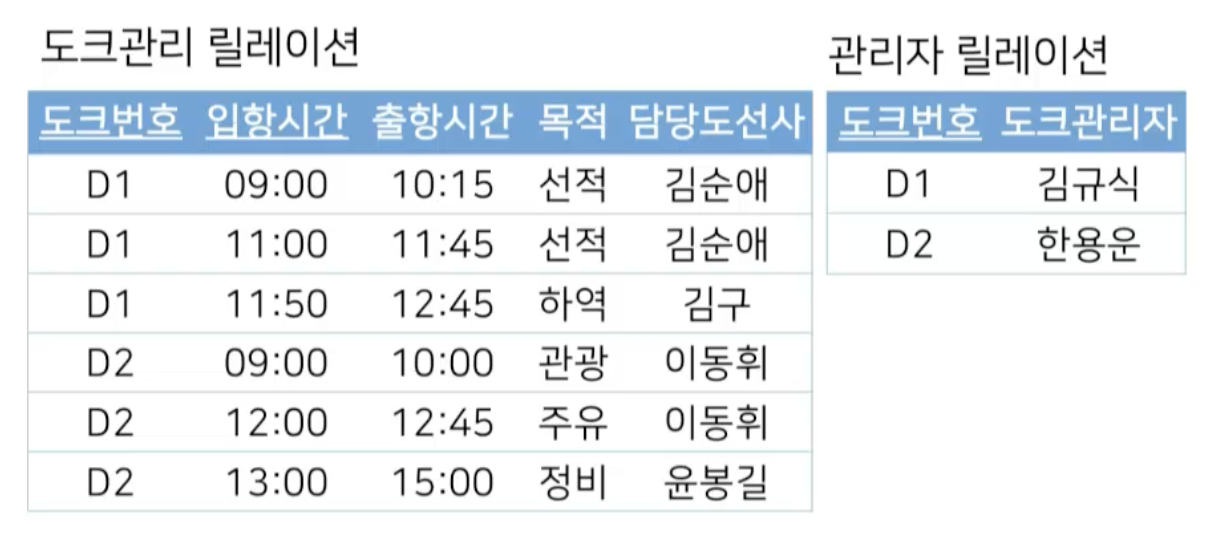 도크관리 릴레이션
도크번호 입항시간 출항시간 목적 담당도선사
D1 09:00 10:15 선적 김순애
D1 11:00 11:45 선적 김순애
D1 11:50 12:45 하역 김구
D2 09:00 10:00 관광 이동휘
D2 12:00 12:45 주유 이동휘
D2 13:00 15:00 정비 윤봉길
관리자 릴레이션
도크번호 도크관리자
D1 김규식
D2 한용운